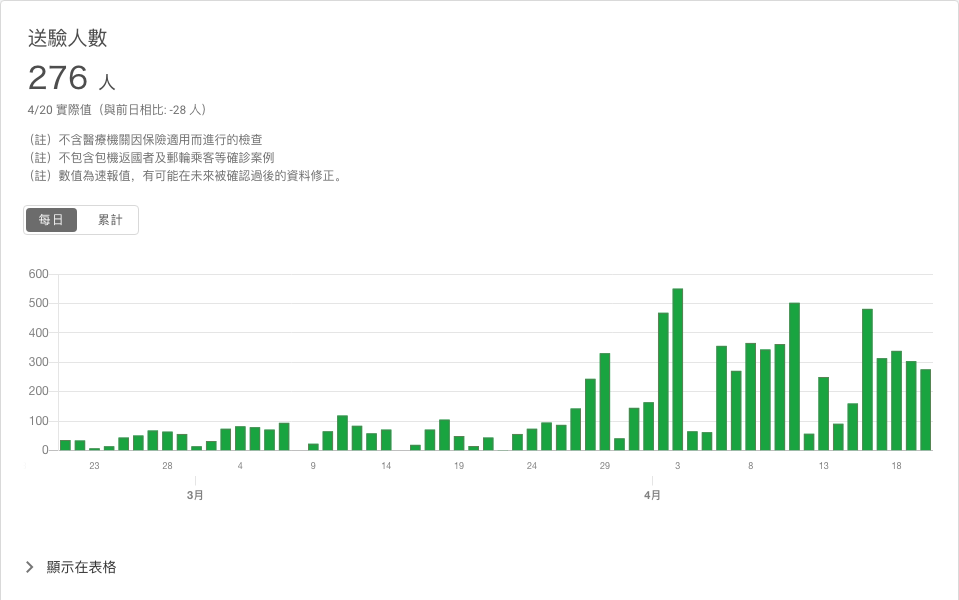 送驗人數
276 人
4/20 實際值（與前日相比: -28 人）
（註）不含醫療機關因保險適用而進行的檢查
（註）不包含包機返國者及郵輪乘客等確診案例
（註）數值為速報值，有可能在未來被確認過後的資料修正。
每日 累計
600
500
400
300
200
100
0
23 28 4 9 14 19 24 29 3 8 13 18
3月 4月
顯示在表格